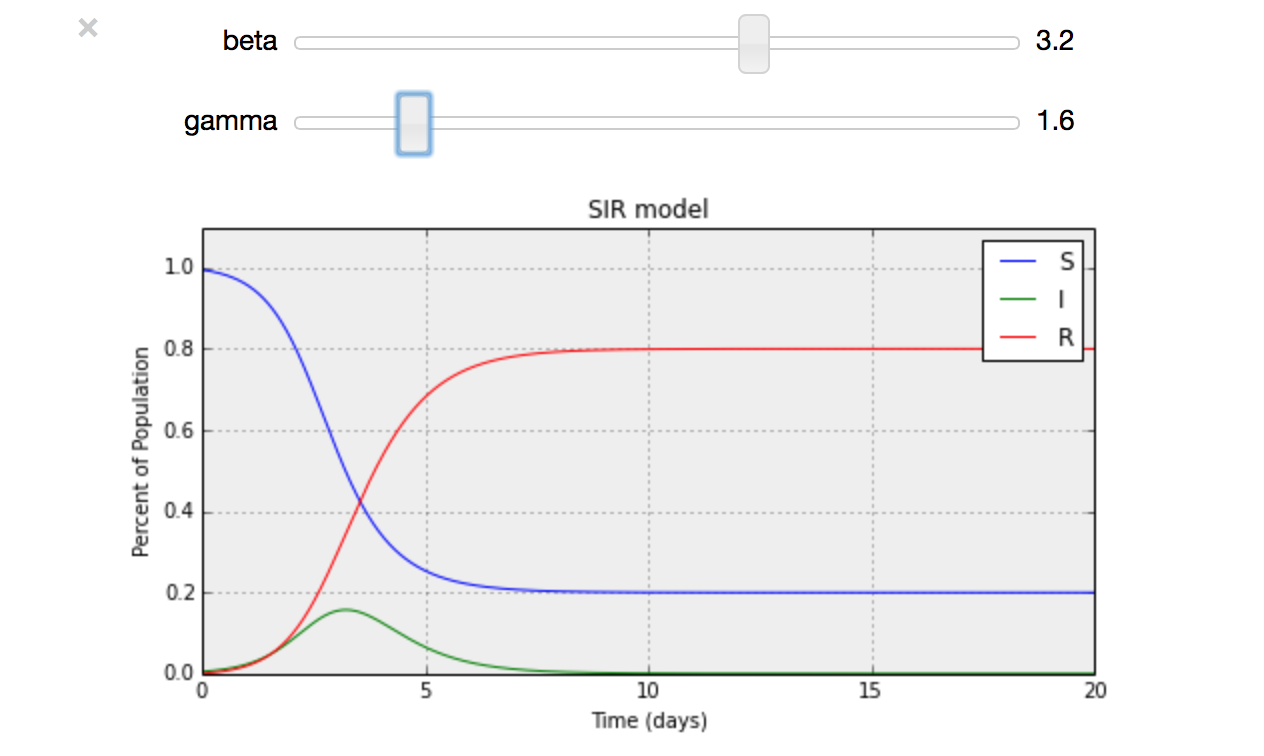 ×
beta 3.2
gamma 1.6
SIR model
S
I
R
Percent of Population
1.0
0.8
0.6
0.4
0.2
0.0
0 5 10 15 20
Time (days)